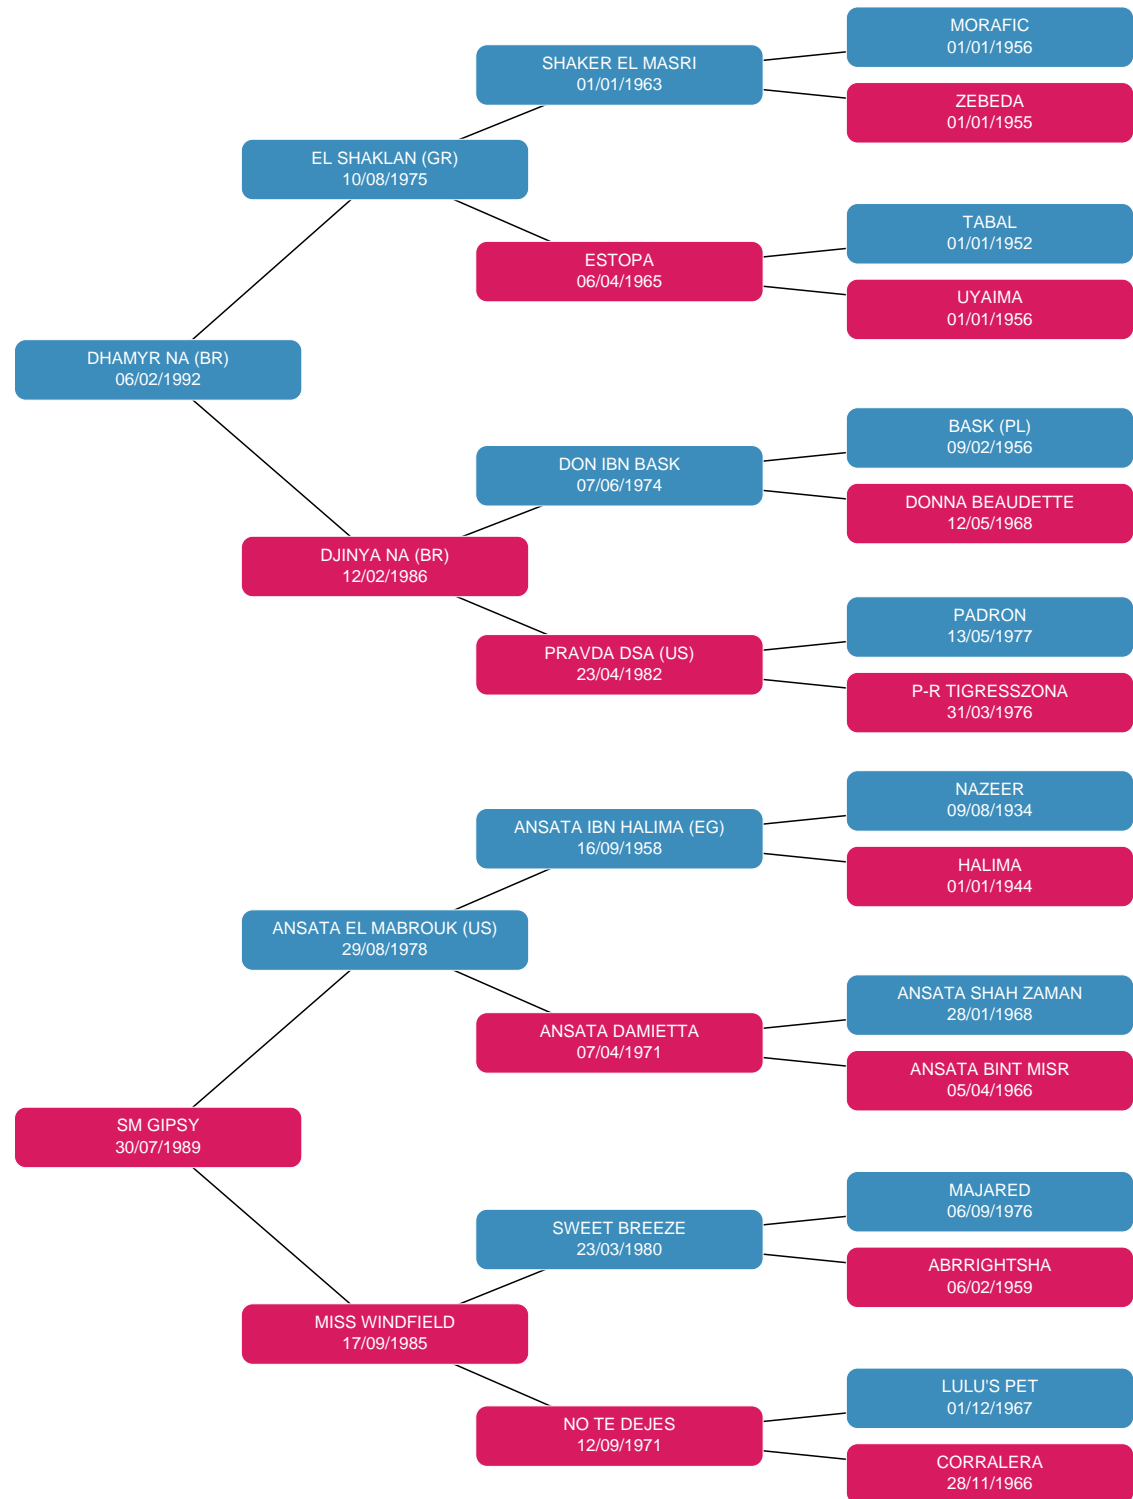 MORAFIC
01/01/1956
SHAKER EL MASRI
01/01/1963
ZEBEDA
01/01/1955
EL SHAKLAN (GR)
10/08/1975
TABAL
01/01/1952
ESTOPA
06/04/1965
UYAIMA
01/01/1956
DHAMYR NA (BR)
06/02/1992
BASK (PL)
09/02/1956
DON IBN BASK
07/06/1974
DONNA BEAUDETTE
12/05/1968
DJINYA NA (BR)
12/02/1986
PADRON
13/05/1977
PRAVDA DSA (US)
23/04/1982
P-R TIGRESSZONA
31/03/1976
NAZEER
09/08/1934
ANSATA IBN HALIMA (EG)
16/09/1958
HALIMA
01/01/1944
ANSATA EL MABROUK (US)
29/08/1978
ANSATA SHAH ZAMAN
28/01/1968
ANSATA DAMIETTA
07/04/1971
ANSATA BINT MISR
05/04/1966
SM GIPSY
30/07/1989
MAJARED
06/09/1976
SWEET BREEZE
23/03/1980
ABRRIGHTSHA
06/02/1959
MISS WINDFIELD
17/09/1985
LULU'S PET
01/12/1967
NO TE DEJES
12/09/1971
CORRALERA
28/11/1966